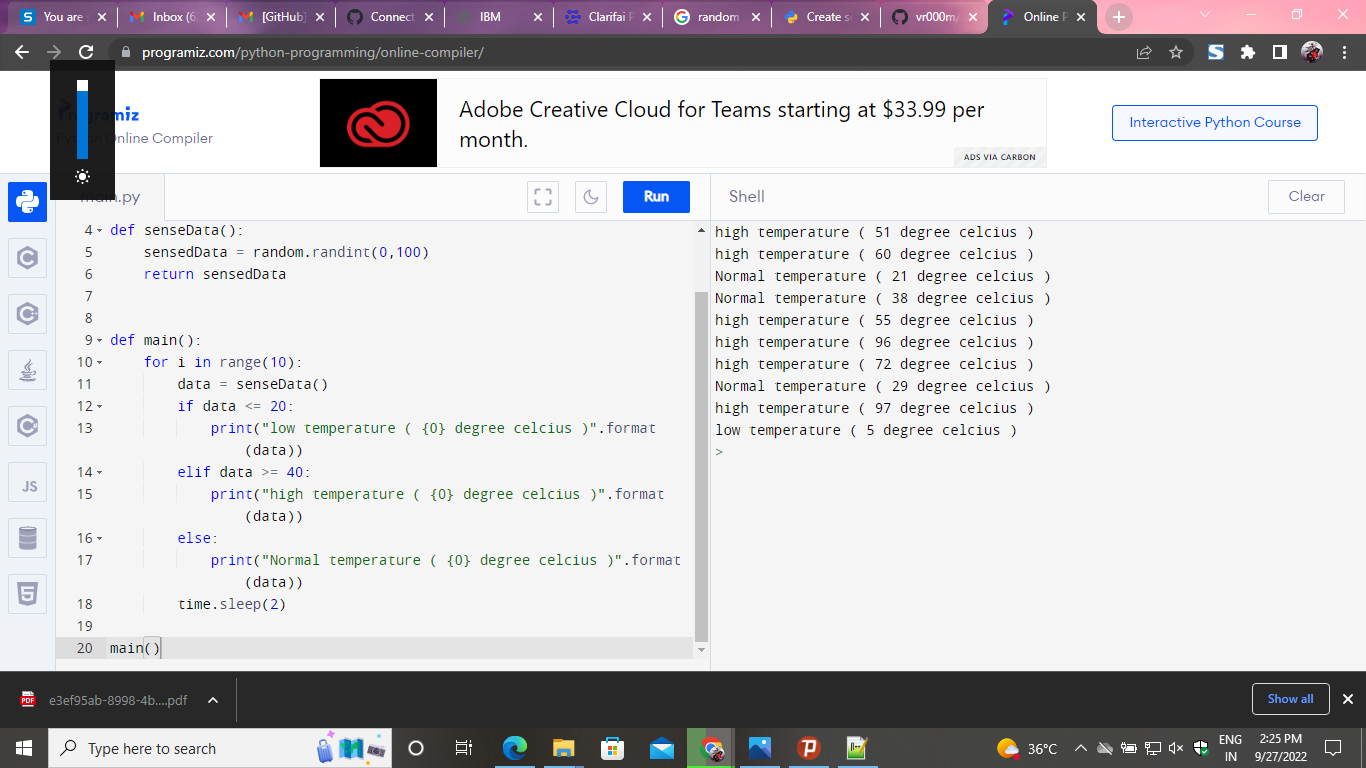 You are s
Inbox (6
[GitHub]
Connect
IBM
Clarifai P
random
Create s
vr000m/
Online P
programiz.com/python-programming/online-compiler/
Programiz
Python Online Compiler
Adobe Creative Cloud for Teams starting at $33.99 per
month.
ADS VIA CARBON
Interactive Python Course
main.py
Run
Shell
Clear
4 def senseData():
5 sensedData = random.randint(0,100)
6 return sensedData
7
8
9 def main():
10 for i in range(10):
11 data = senseData()
12 if data <= 20:
13 print("low temperature ( {0} degree celcius )".format
(data))
14 elif data >= 40:
15 print("high temperature ( {0} degree celcius )".format
(data))
16 else:
17 print("Normal temperature ( {0} degree celcius )".format
(data))
18 time.sleep(2)
19
20 main()
high temperature ( 51 degree celcius )
high temperature ( 60 degree celcius )
Normal temperature ( 21 degree celcius )
Normal temperature ( 38 degree celcius )
high temperature ( 55 degree celcius )
high temperature ( 96 degree celcius )
high temperature ( 72 degree celcius )
Normal temperature ( 29 degree celcius )
high temperature ( 97 degree celcius )
low temperature ( 5 degree celcius )
>
JS
PDF
e3ef95ab-8998-4b....pdf
Show all
Type here to search
36°C
ENG
IN
2:25 PM
9/27/2022